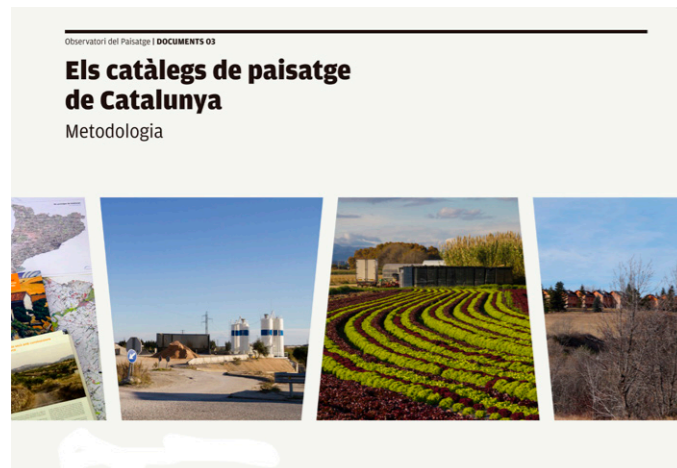 Observatori del Paisatge | DOCUMENTS 03
Els catàlegs de paisatge
de Catalunya
Metodologia